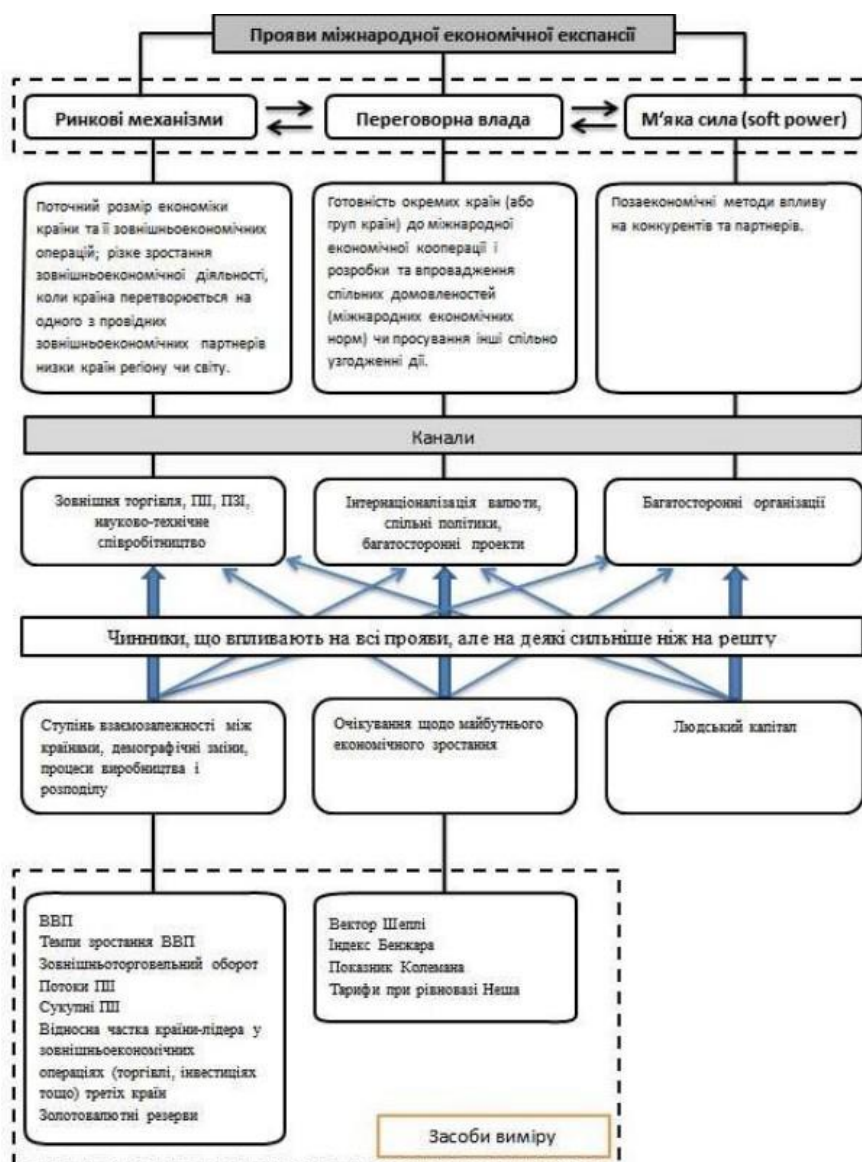 Прояви міжнародної економічної експансії
Ринкові механізми
Переговорна влада
М'яка сила (soft power)
Поточний розмір економіки
країни та її зовнішньоекономічних
операцій; різке зростання
зовнішньоекономічної діяльності,
коли країна перетворюється на
одного з провідних
зовнішньоекономічних партнерів
низки країн регіону чи світу.
Готовність окремих країн (або
груп країн) до міжнародної
економічної кооперації і
розробки та впровадження
спільних домовленостей
(міжнародних економічних
норм) чи просування інші спільно
узгодженні дії.
Позаекономічні методи впливу
на конкурентів та партнерів.
Канали
Зовнішня торгівля, ПІІ, ПЗІ,
науково-технічне
співробітництво
Інтернаціоналізація валюти,
спільні політики,
багатосторонні проекти
Багатосторонні організації
Чинники, що впливають на всі прояви, але на деякі сильніше ніж на решту
Ступінь взаємозалежності між
країнами, демографічні зміни,
процеси виробництва і
розподілу
Очікування щодо майбутнього
економічного зростання
Людський капітал
ВВП
Темпи зростання ВВП
Зовнішньоторговельний оборот
Потоки ПІІ
Сукупні ПІІ
Відносна частка країни-лідера у
зовнішньоекономічних
операціях (торгівлі, інвестиціях
тощо) третіх країн
Золотовалютні резерви
Вектор Шеплі
Індекс Бенжара
Показник Колемана
Тарифи при рівновазі Неша
Засоби виміру